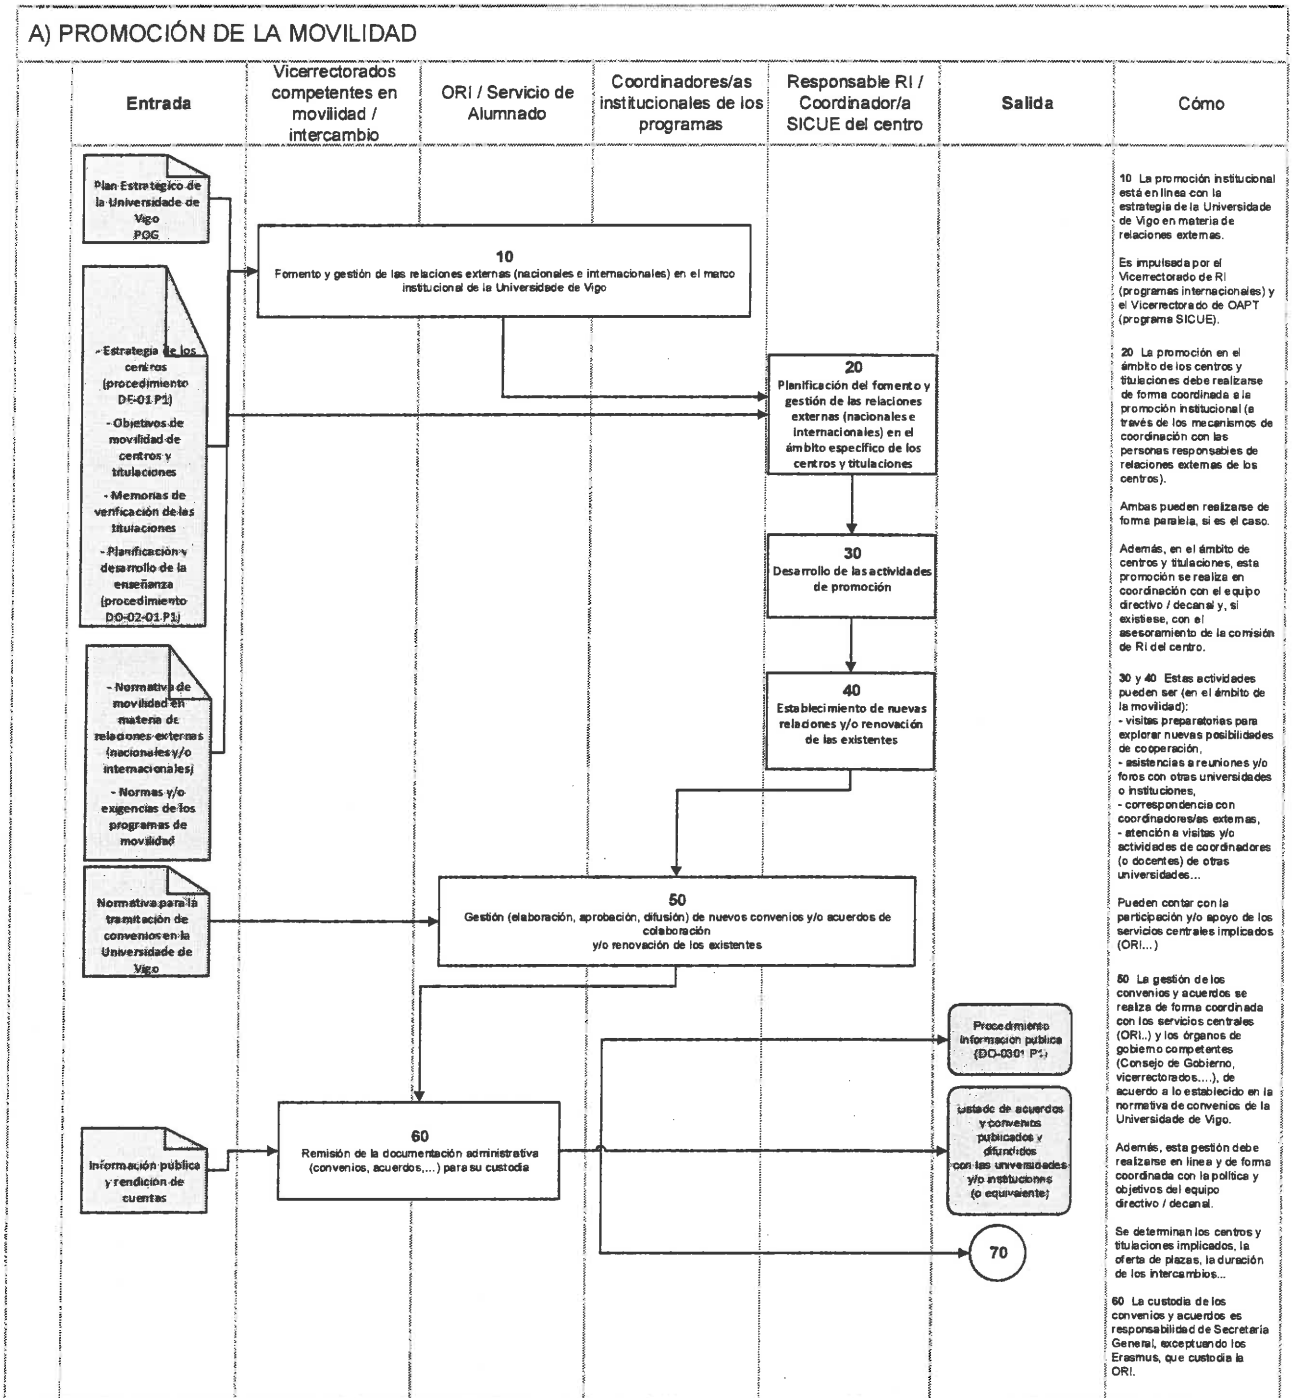 A) PROMOCIÓN DE LA MOVILIDAD
Entrada
Vicerrectorados
competentes en
movilidad /
intercambio
ORI / Servicio de
Alumnado
Coordinadores/as
institucionales de los
programas
Responsable RI /
Coordinador/a
SICUE del centro
Salida
Cómo
Plan Estratégico de
la Universidade de
Vigo
POG
- Estrategia de los
centros
(procedimiento
DE-01 P1)
- Objetivos de
movilidad de
centros y
titulaciones
- Memorias de
verificación de las
titulaciones
- Planificación y
desarrollo de la
enseñanza
(procedimiento
DO-02-01 P1)
- Normativa de
movilidad en
materia de
relaciones externas
(nacionales y/o
internacionales)
- Normas y/o
exigencias de los
programas de
movilidad
Normativa para la
tramitación de
convenios en la
Universidade de
Vigo
Información pública
y rendición de
cuentas
10
Fomento y gestión de las relaciones externas (nacionales e internacionales) en el marco
institucional de la Universidade de Vigo
20
Planificación del fomento y
gestión de las relaciones
externas (nacionales e
internacionales) en el
ámbito específico de los
centros y titulaciones
30
Desarrollo de las actividades
de promoción
40
Establecimiento de nuevas
relaciones y/o renovación
de las existentes
50
Gestión (elaboración, aprobación, difusión) de nuevos convenios y/o acuerdos de
colaboración
y/o renovación de los existentes
60
Remisión de la documentación administrativa
(convenios, acuerdos,...) para su custodia
Procedimiento
Información pública
(DO-0301 P1)
Listado de acuerdos
y convenios
publicados y
difundidos
con las universidades
y/o instituciones
(o equivalente)
70
10 La promoción institucional
está en línea con la
estrategia de la Universidade
de Vigo en materia de
relaciones externas.
Es impulsada por el
Vicerrectorado de RI
(programas internacionales) y
el Vicerrectorado de OAPT
(programa SICUE).
20 La promoción en el
ámbito de los centros y
titulaciones debe realizarse
de forma coordinada a la
promoción institucional (a
través de los mecanismos de
coordinación con las
personas responsables de
relaciones externas de los
centros).
Ambas pueden realizarse de
forma paralela, si es el caso.
Además, en el ámbito de
centros y titulaciones, esta
promoción se realiza en
coordinación con el equipo
directivo / decanal y, si
existiese, con el
asesoramiento de la comisión
de RI del centro.
30 y 40 Estas actividades
pueden ser (en el ámbito de
la movilidad):
- visitas preparatorias para
explorar nuevas posibilidades
de cooperación,
- asistencias a reuniones y/o
foros con otras universidades
o instituciones,
- correspondencia con
coordinadores/as externas,
- atención a visitas y/o
actividades de coordinadores
(o docentes) de otras
universidades...
Pueden contar con la
participación y/o apoyo de los
servicios centrales implicados
(ORI...)
50 La gestión de los
convenios y acuerdos se
realiza de forma coordinada
con los servicios centrales
(ORI..) y los órganos de
gobierno competentes
(Consejo de Gobierno,
vicerrectorados....), de
acuerdo a lo establecido en la
normativa de convenios de la
Universidade de Vigo.
Además, esta gestión debe
realizarse en línea y de forma
coordinada con la política y
objetivos del equipo
directivo / decanal.
Se determinan los centros y
titulaciones implicados, la
oferta de plazas, la duración
de los intercambios...
60 La custodia de los
convenios y acuerdos es
responsabilidad de Secretaría
General, exceptuando los
Erasmus, que custodia la
ORI.